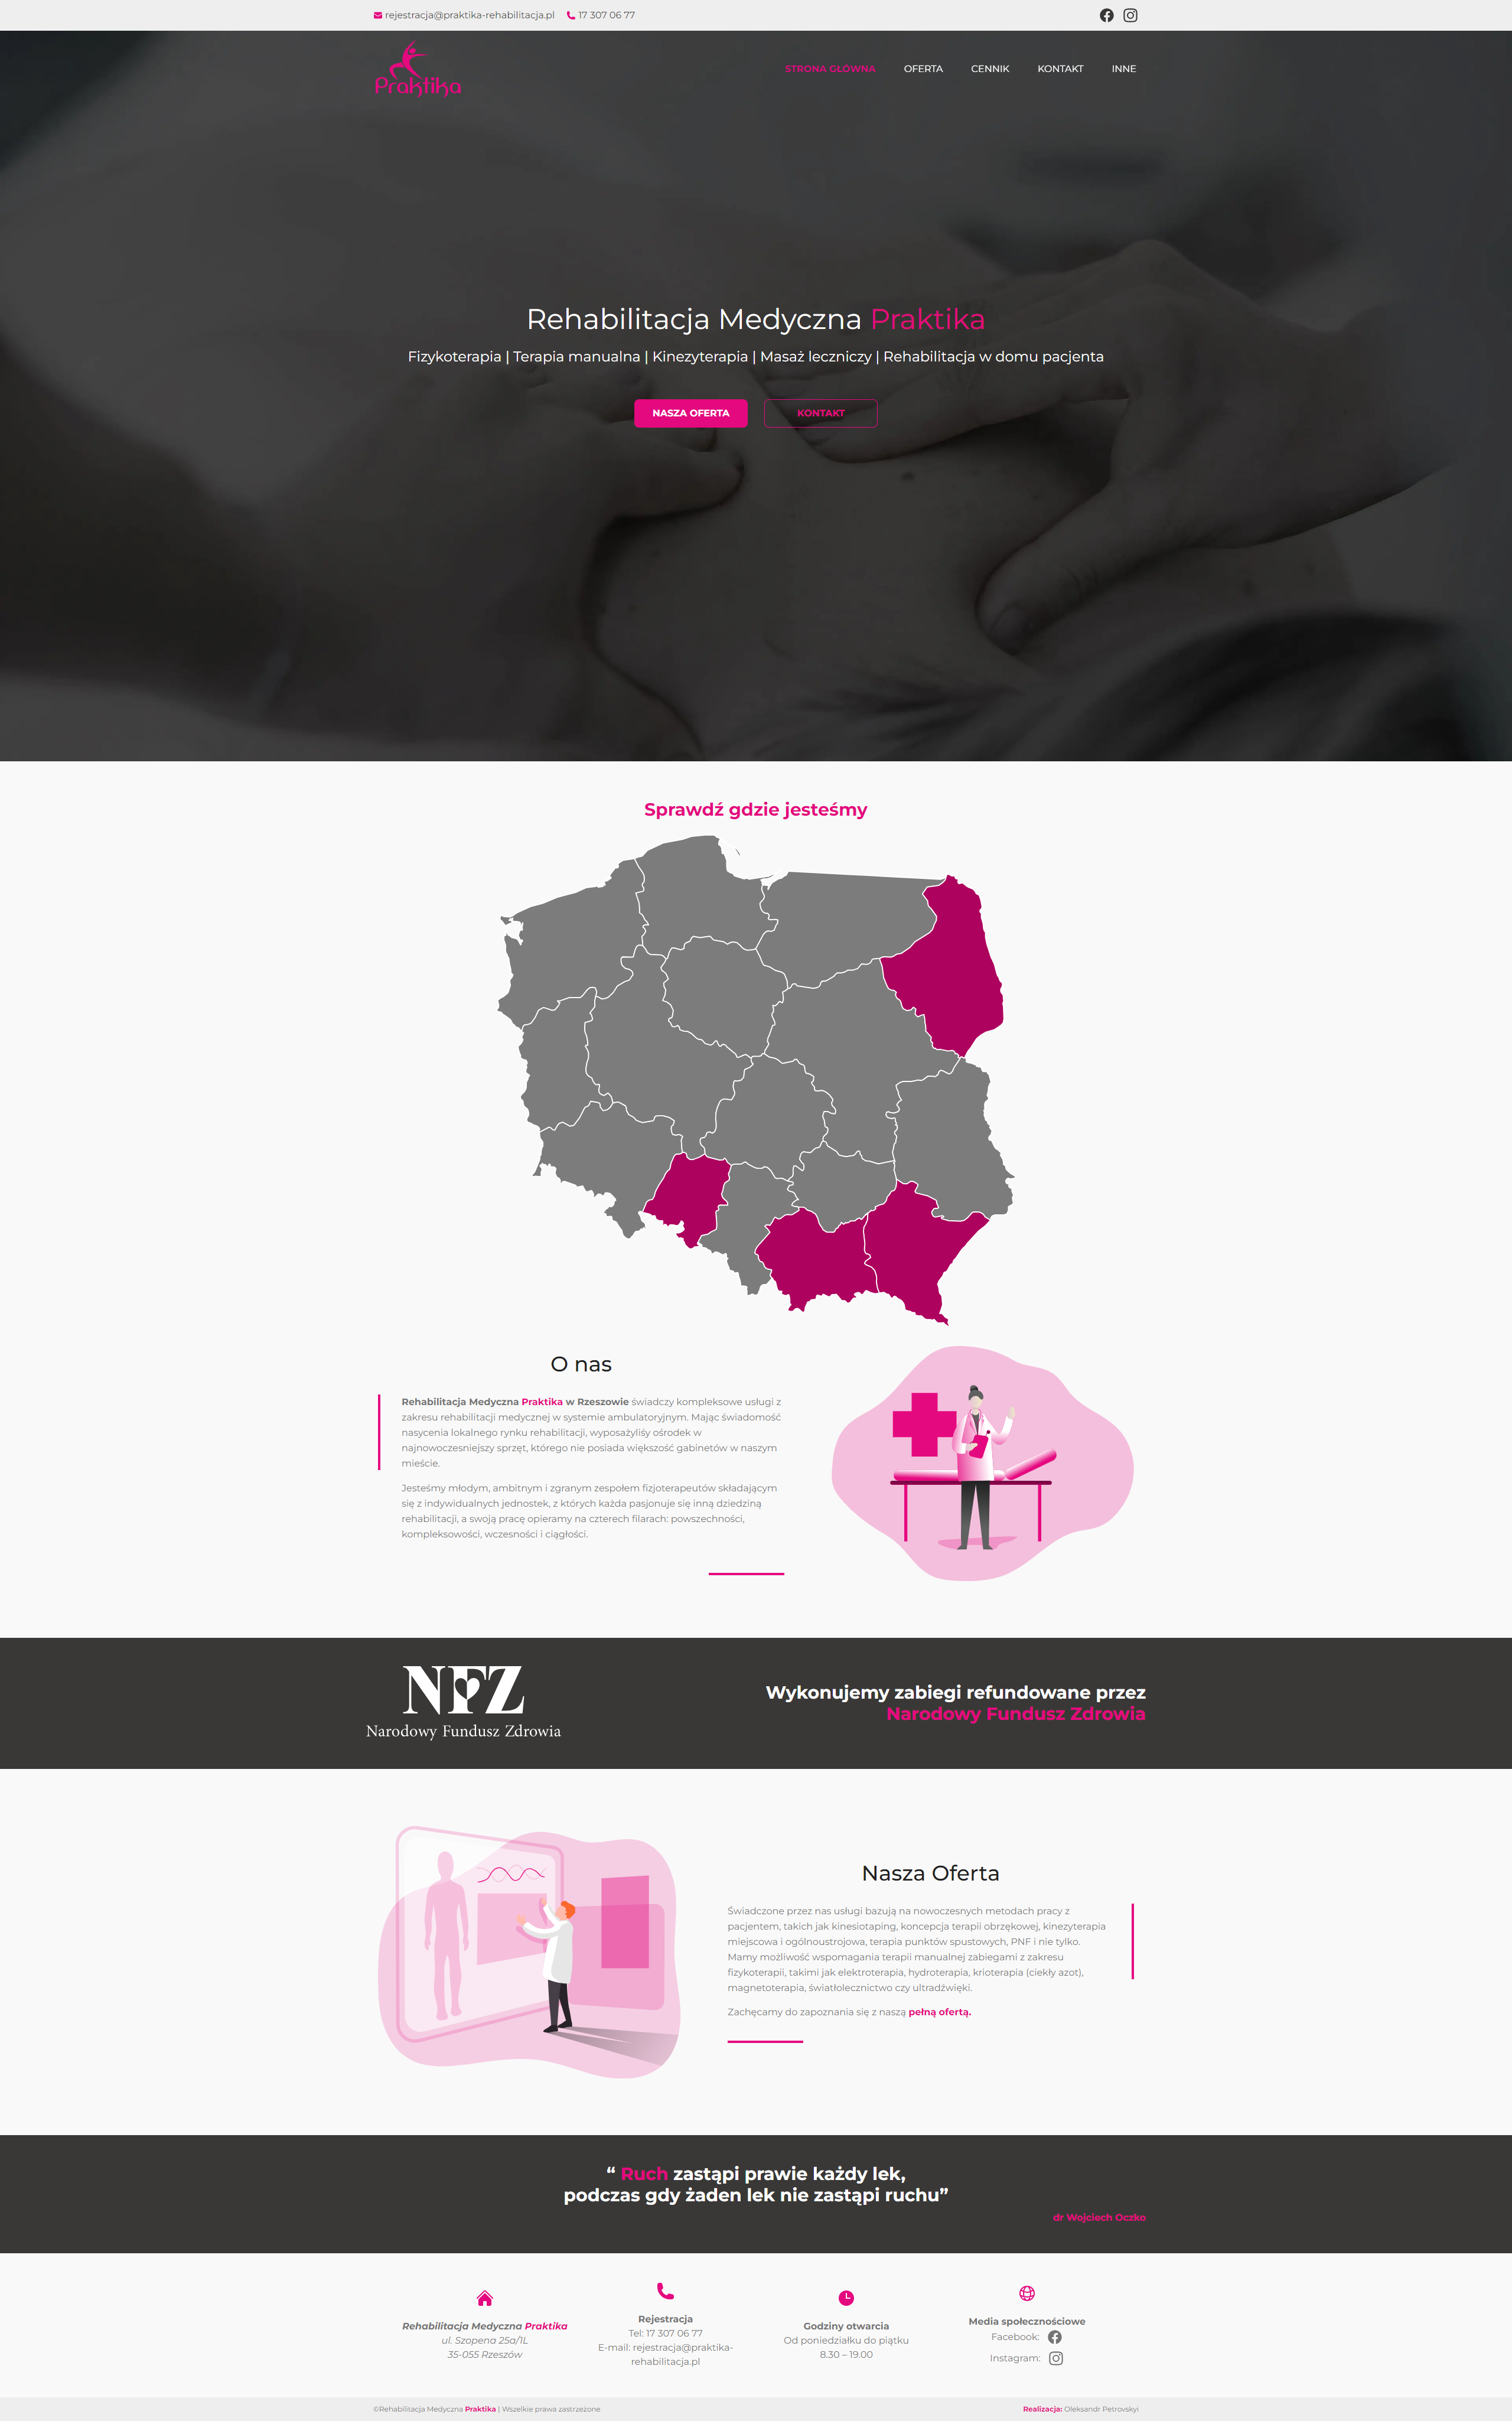 rejestracja@praktika-rehabilitacja.pl 17 307 06 77
Praktika
STRONA GŁÓWNA OFERTA CENNIK KONTAKT INNE
Rehabilitacja Medyczna Praktika
Fizykoterapia | Terapia manualna | Kinezyterapia | Masaż leczniczy | Rehabilitacja w domu pacjenta
NASZA OFERTA KONTAKT
Sprawdź gdzie jesteśmy
O nas
Rehabilitacja Medyczna Praktika w Rzeszowie świadczy kompleksowe usługi z
zakresu rehabilitacji medycznej w systemie ambulatoryjnym. Mając świadomość
nasycenia lokalnego rynku rehabilitacji, wyposażyliśy ośrodek w
najnowocześniejszy sprzęt, którego nie posiada większość gabinetów w naszym
mieście.
Jesteśmy młodym, ambitnym i zgranym zespołem fizjoterapeutów składającym
się z indywidualnych jednostek, z których każda pasjonuje się inną dziedziną
rehabilitacji, a swoją pracę opieramy na czterech filarach: powszechności,
kompleksowości, wczesności i ciągłości.
NFZ
Narodowy Fundusz Zdrowia
Wykonujemy zabiegi refundowane przez
Narodowy Fundusz Zdrowia
Nasza Oferta
Świadczone przez nas usługi bazują na nowoczesnych metodach pracy z
pacjentem, takich jak kinesiotaping, koncepcja terapii obrzękowej, kinezyterapia
miejscowa i ogólnoustrojowa, terapia punktów spustowych, PNF i nie tylko.
Mamy możliwość wspomagania terapii manualnej zabiegami z zakresu
fizykoterapii, takimi jak elektroterapia, hydroterapia, krioterapia (ciekły azot),
magnetoterapia, światłolecznictwo czy ultradźwięki.
Zachęcamy do zapoznania się z naszą pełną ofertą.
“ Ruch zastąpi prawie każdy lek,
podczas gdy żaden lek nie zastąpi ruchu”
dr Wojciech Oczko
Rehabilitacja Medyczna Praktika
ul. Szopena 25a/1L
35-055 Rzeszów
Rejestracja
Tel: 17 307 06 77
E-mail: rejestracja@praktika-
rehabilitacja.pl
Godziny otwarcia
Od poniedziałku do piątku
8.30 – 19.00
Media społecznościowe
Facebook:
Instagram:
©Rehabilitacja Medyczna Praktika | Wszelkie prawa zastrzeżone
Realizacja: Oleksandr Petrovskyi